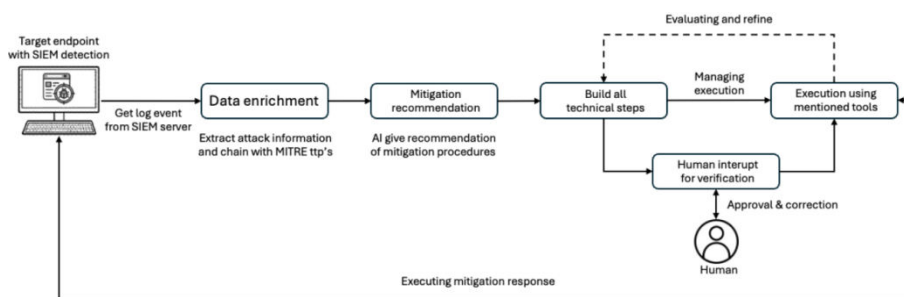 Evaluating and refine
Target endpoint
with SIEM detection
Get log event
from SIEM server
Data enrichment
Extract attack information
and chain with MITRE ttp's
Mitigation
recommendation
AI give recommendation
of mitigation procedures
Build all
technical steps
Managing
execution
Execution using
mentioned tools
Human interupt
for verification
Approval & correction
Human
Executing mitigation response